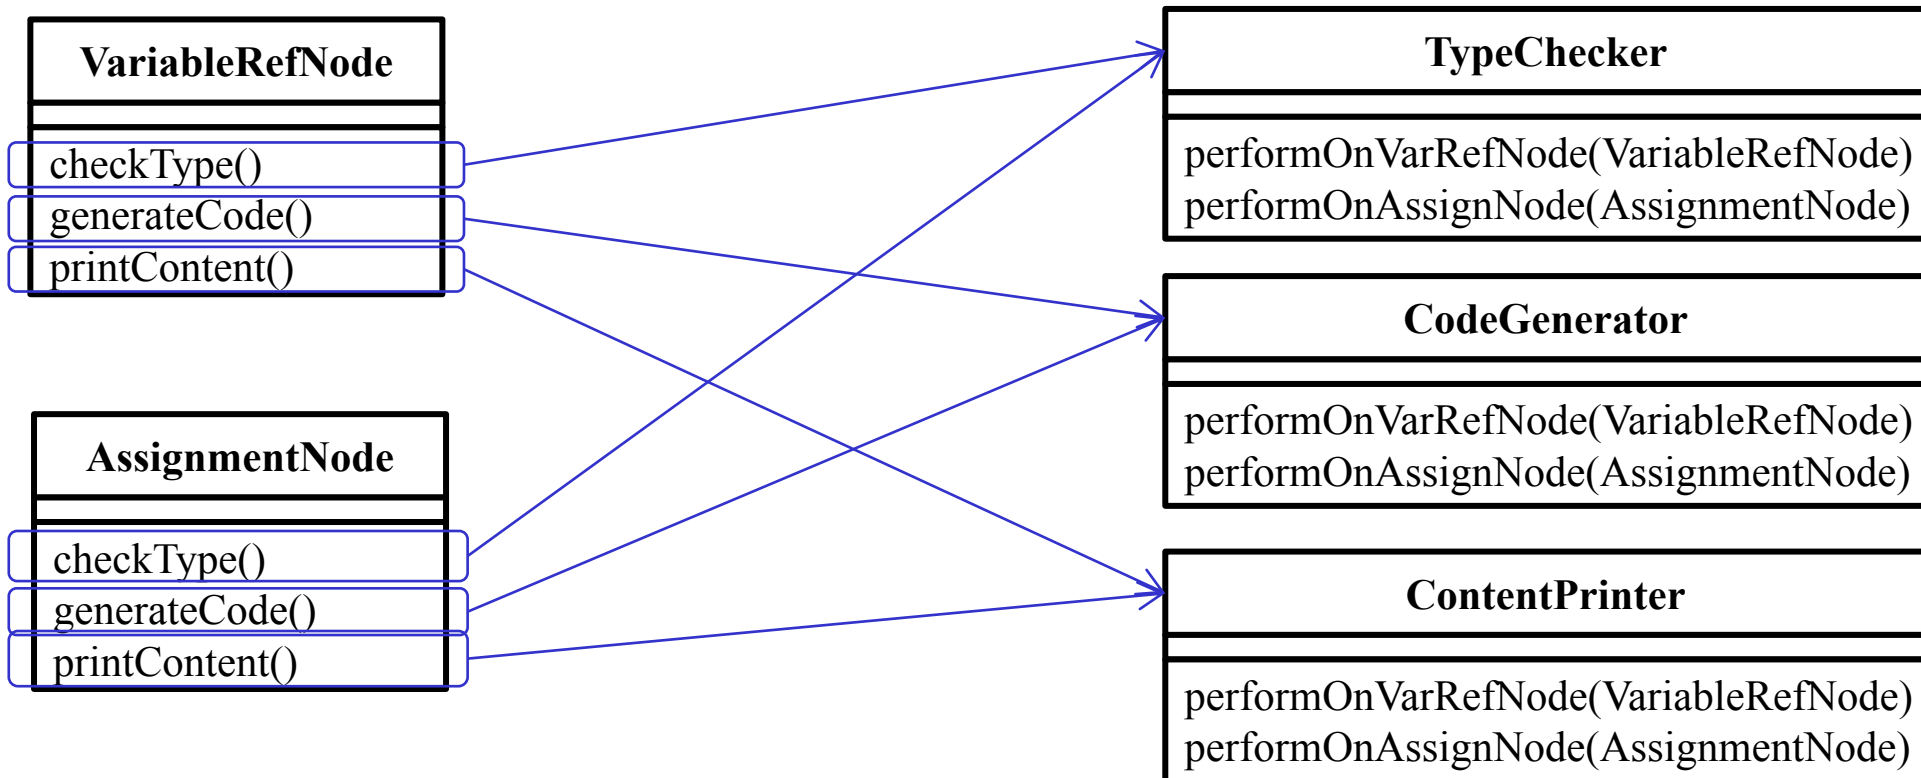 VariableRefNode
checkType()
generateCode()
printContent()
AssignmentNode
checkType()
generateCode()
printContent()
TypeChecker
performOnVarRefNode(VariableRefNode)
performOnAssignNode(AssignmentNode)
CodeGenerator
performOnVarRefNode(VariableRefNode)
performOnAssignNode(AssignmentNode)
ContentPrinter
performOnVarRefNode(VariableRefNode)
performOnAssignNode(AssignmentNode)